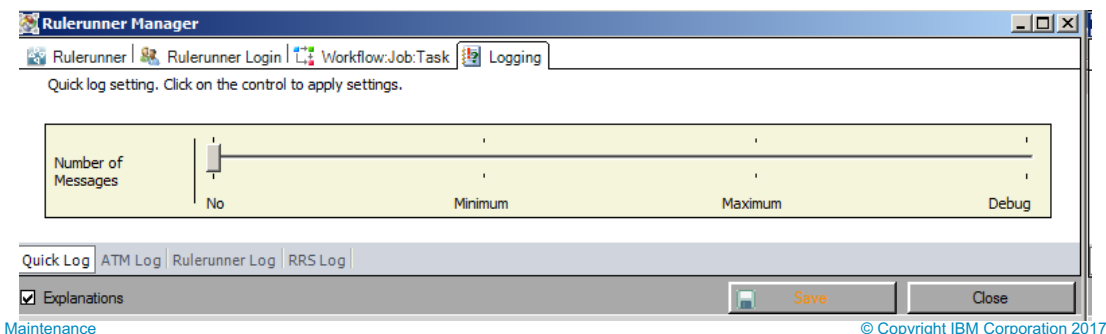 Rulerunner Manager
Rulerunner Rulerunner Login Workflow:Job:Task Logging
Quick log setting. Click on the control to apply settings.
Number of
Messages
No Minimum Maximum Debug
Quick Log ATM Log Rulerunner Log RRS Log
Explanations Save Close
Maintenance © Copyright IBM Corporation 2017